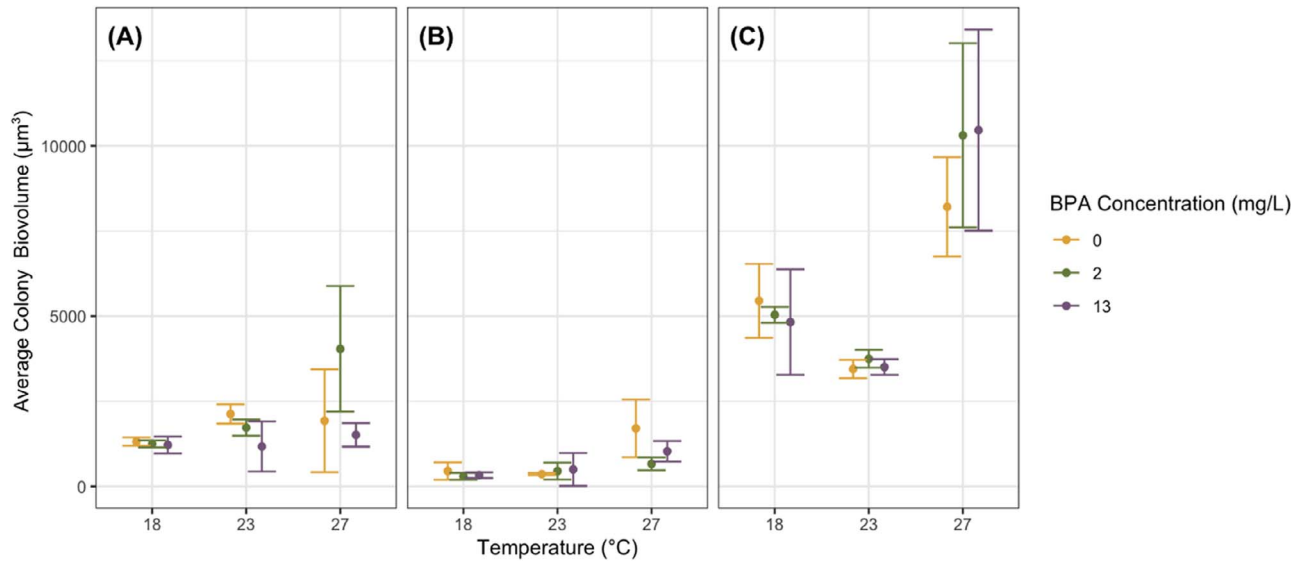 (A)
(B)
(C)
Average Colony Biovolume (µm³)
10000
5000
0
18
23
27
18
23
27
18
23
27
Temperature (°C)
BPA Concentration (mg/L)
0
2
13